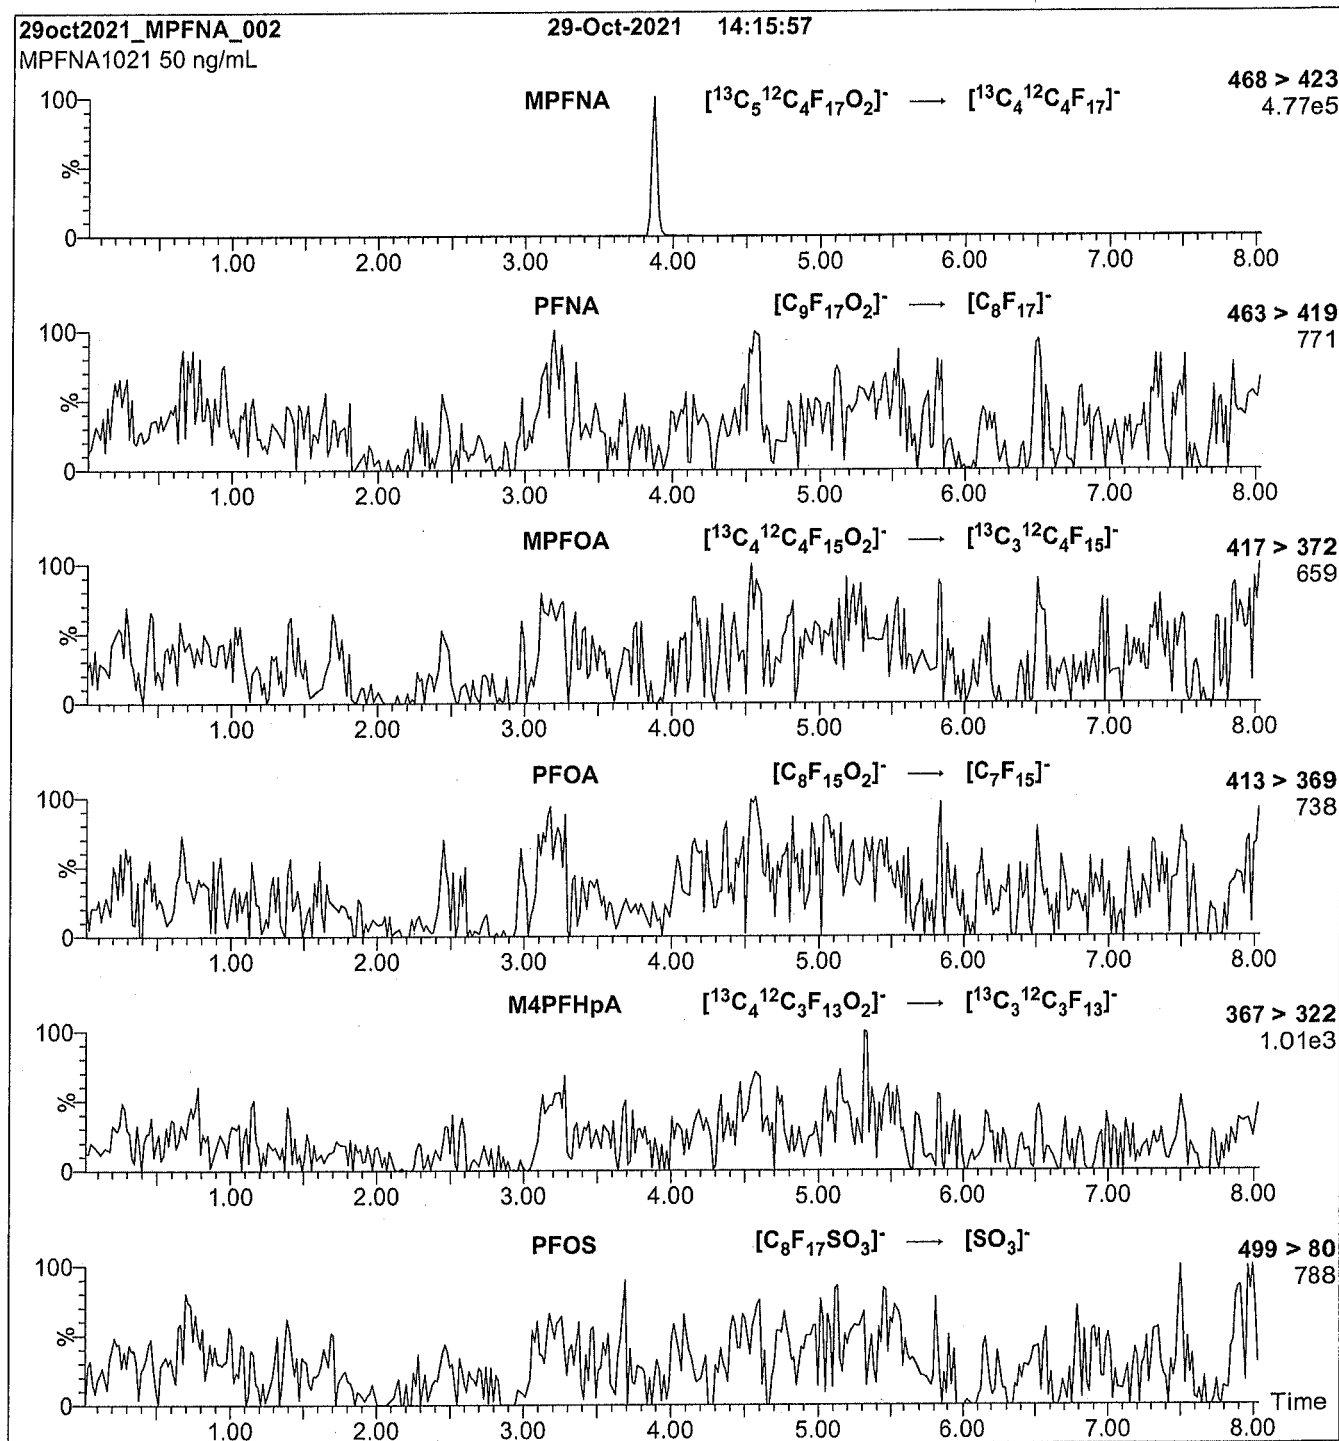 29oct2021_MPFNA_002 29-Oct-2021 14:15:57
MPFNA1021 50 ng/mL
MPFNA [¹³C₅¹²C₄F₁₇O₂]⁻ → [¹³C₄¹²C₄F₁₇]⁻ 468 > 423
4.77e5
100
%
0
1.00 2.00 3.00 4.00 5.00 6.00 7.00 8.00
PFNA [C₉F₁₇O₂]⁻ → [C₈F₁₇]⁻ 463 > 419
771
100
%
0
1.00 2.00 3.00 4.00 5.00 6.00 7.00 8.00
MPFOA [¹³C₄¹²C₄F₁₅O₂]⁻ → [¹³C₃¹²C₄F₁₅]⁻ 417 > 372
659
100
%
0
1.00 2.00 3.00 4.00 5.00 6.00 7.00 8.00
PFOA [C₈F₁₅O₂]⁻ → [C₇F₁₅]⁻ 413 > 369
738
100
%
0
1.00 2.00 3.00 4.00 5.00 6.00 7.00 8.00
M4PFHpA [¹³C₄¹²C₃F₁₃O₂]⁻ → [¹³C₃¹²C₃F₁₃]⁻ 367 > 322
1.01e3
100
%
0
1.00 2.00 3.00 4.00 5.00 6.00 7.00 8.00
PFOS [C₈F₁₇SO₃]⁻ → [SO₃]⁻ 499 > 80
788
100
%
0
Time
1.00 2.00 3.00 4.00 5.00 6.00 7.00 8.00